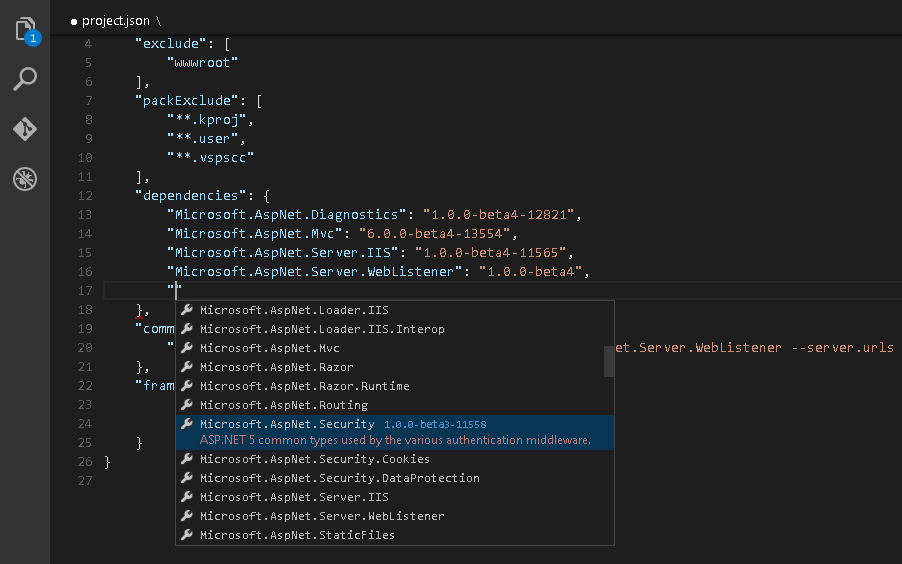 1
● project.json \
4 "exclude": [
5 "wwwroot"
6 ],
7 "packExclude": [
8 "**.kproj",
9 "**.user",
10 "**.vspscc"
11 ],
12 "dependencies": {
13 "Microsoft.AspNet.Diagnostics": "1.0.0-beta4-12821",
14 "Microsoft.AspNet.Mvc": "6.0.0-beta4-13554",
15 "Microsoft.AspNet.Server.IIS": "1.0.0-beta4-11565",
16 "Microsoft.AspNet.Server.WebListener": "1.0.0-beta4",
17 ""
18 },
19 "comm
20 " et.Server.WebListener --server.urls
21 },
22 "fram
23
24
25 }
26 }
27
Microsoft.AspNet.Loader.IIS
Microsoft.AspNet.Loader.IIS.Interop
Microsoft.AspNet.Mvc
Microsoft.AspNet.Razor
Microsoft.AspNet.Razor.Runtime
Microsoft.AspNet.Routing
Microsoft.AspNet.Security 1.0.0-beta3-11558
ASP.NET 5 common types used by the various authentication middleware.
Microsoft.AspNet.Security.Cookies
Microsoft.AspNet.Security.DataProtection
Microsoft.AspNet.Server.IIS
Microsoft.AspNet.Server.WebListener
Microsoft.AspNet.StaticFiles